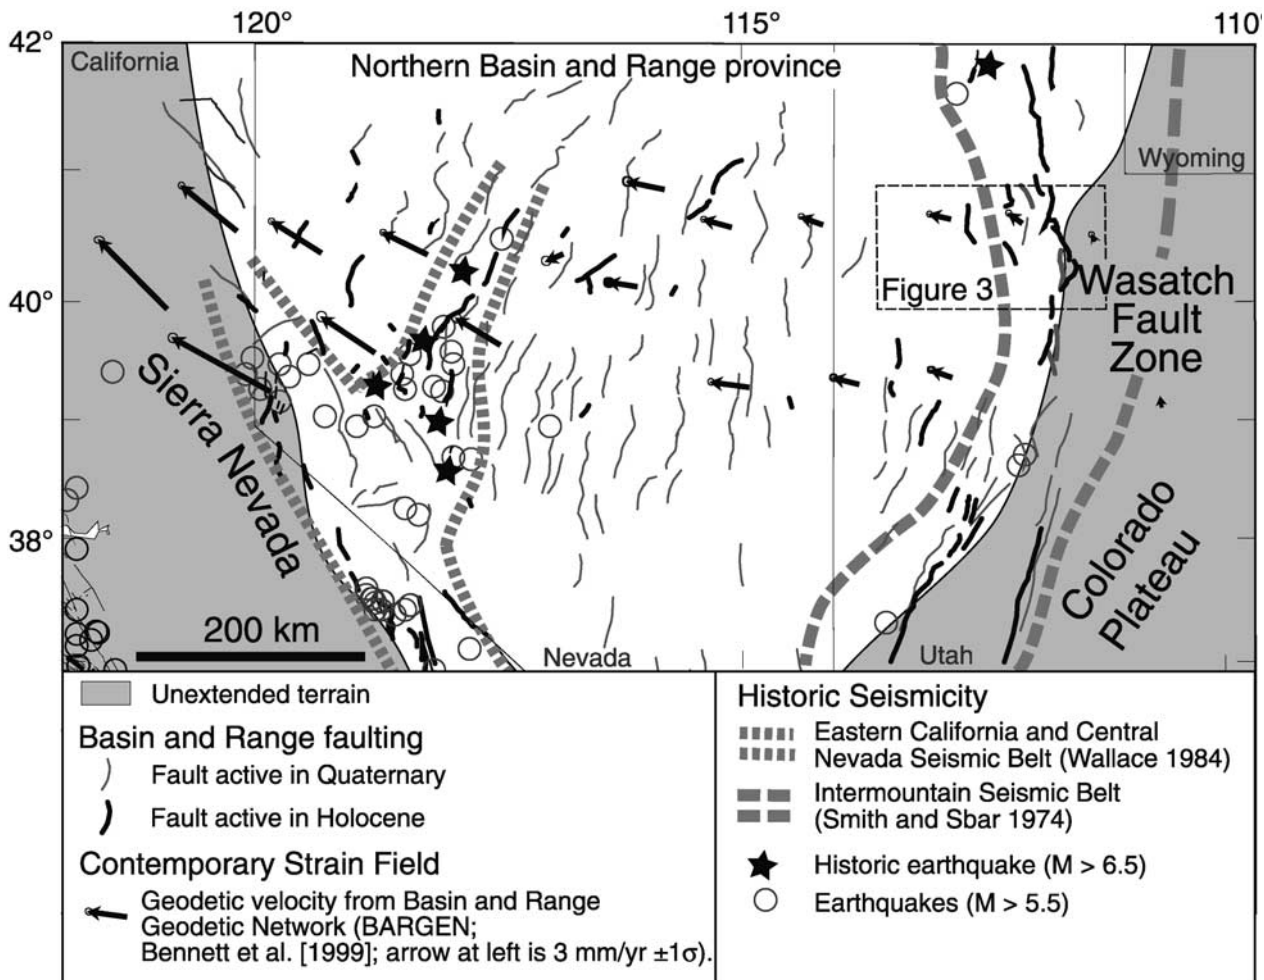 120° 115° 110°
42°
California
Northern Basin and Range province
Wyoming
Figure 3
40°
Wasatch
Fault
Zone
Sierra Nevada
38°
Colorado
Plateau
200 km
Nevada
Utah
Unextended terrain
Basin and Range faulting
Fault active in Quaternary
Fault active in Holocene
Contemporary Strain Field
Geodetic velocity from Basin and Range
Geodetic Network (BARGEN;
Bennett et al. [1999]; arrow at left is 3 mm/yr ±1σ).
Historic Seismicity
Eastern California and Central
Nevada Seismic Belt (Wallace 1984)
Intermountain Seismic Belt
(Smith and Sbar 1974)
Historic earthquake (M > 6.5)
Earthquakes (M > 5.5)